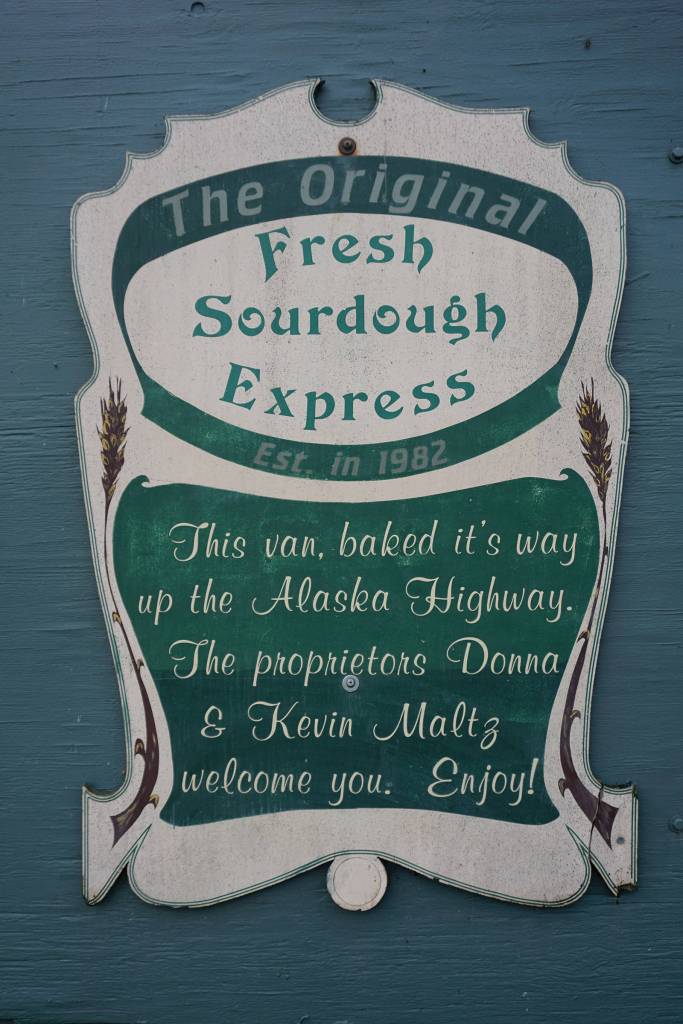 The Original
Fresh
Sourdough
Express
Est. in 1982
This van, baked it's way
up the Alaska Highway.
The proprietors Donna
& Kevin Maltz
welcome you. Enjoy!